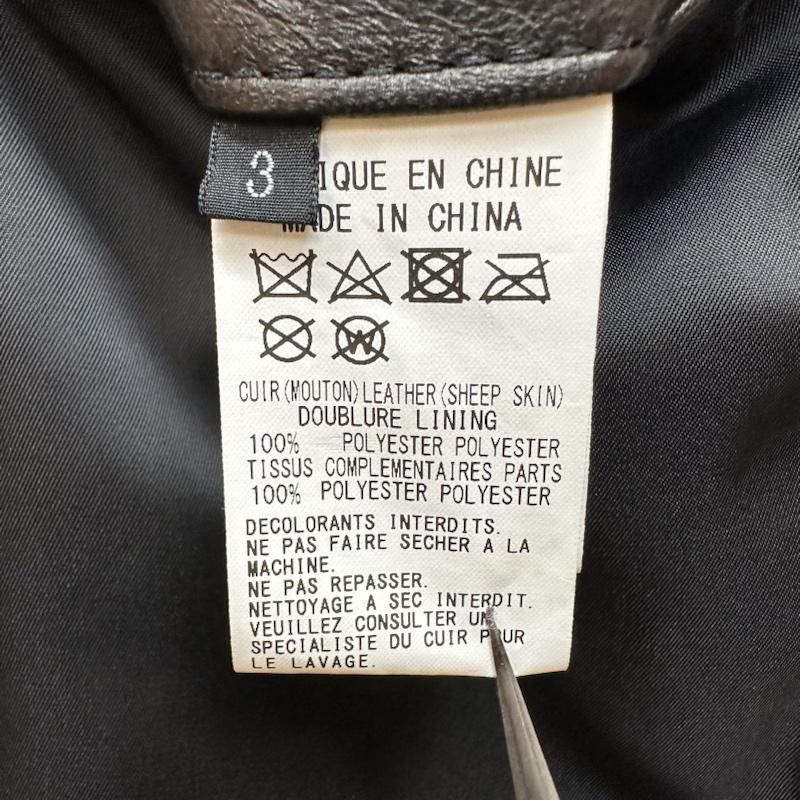 3
IQUE EN CHINE
MADE IN CHINA
W
CUIR(MOUTON)LEATHER(SHEEP SKIN)
DOUBLURE LINING
100% POLYESTER POLYESTER
TISSUS COMPLEMENTAIRES PARTS
100% POLYESTER POLYESTER
DECOLORANTS INTERDITS.
NE PAS FAIRE SECHER A LA
MACHINE.
NE PAS REPASSER.
NETTOYAGE A SEC INTERDIT.
VEUILLEZ CONSULTER UN
SPECIALISTE DU CUIR POUR
LE LAVAGE.